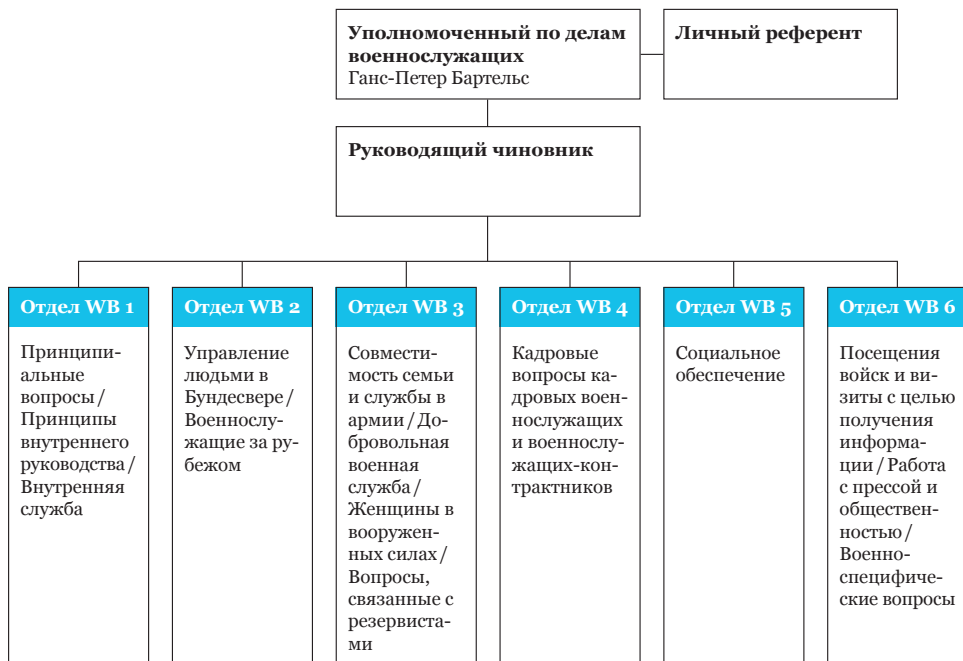 Уполномоченный по делам
военнослужащих
Ганс-Петер Бартельс
Личный референт
Руководящий чиновник
Отдел WB 1
Принципи-
альные
вопросы /
Принципы
внутреннего
руководства /
Внутренняя
служба
Отдел WB 2
Управление
людьми в
Бундесвере /
Военнослу-
жащие за ру-
бежом
Отдел WB 3
Совмести-
мость семьи
и службы в
армии / До-
бровольная
военная
служба /
Женщины в
вооружен-
ных силах /
Вопросы,
связанные с
резервиста-
ми
Отдел WB 4
Кадровые
вопросы ка-
дровых воен-
нослужащих
и военнослу-
жащих-кон-
трактников
Отдел WB 5
Социальное
обеспечение
Отдел WB 6
Посещения
войск и ви-
зиты с целью
получения
информа-
ции / Работа
с прессой и
обществен-
ностью /
Военно-
специфиче-
ские вопросы